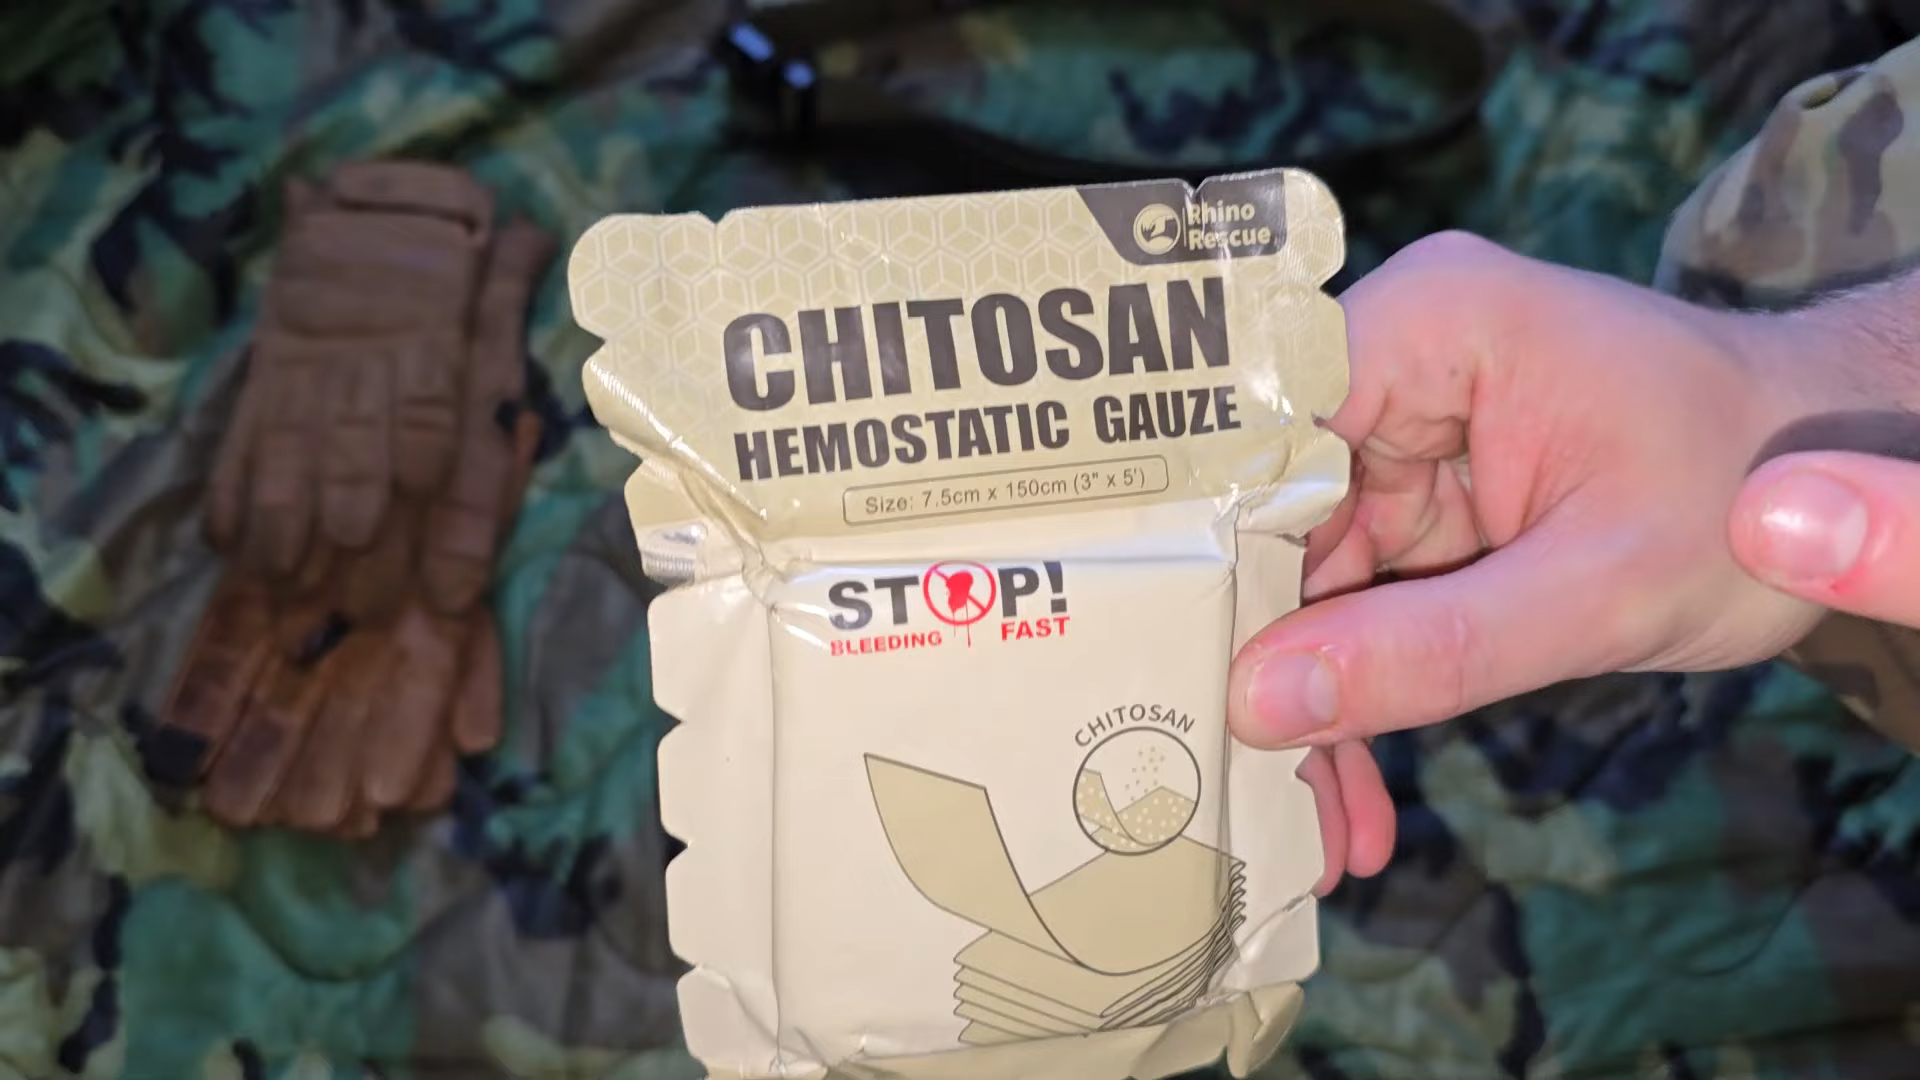 Rhino
Rescue
CHITOSAN
HEMOSTATIC GAUZE
Size: 7.5cm x 150cm (3" x 5')
STOP!
BLEEDING FAST
CHITOSAN